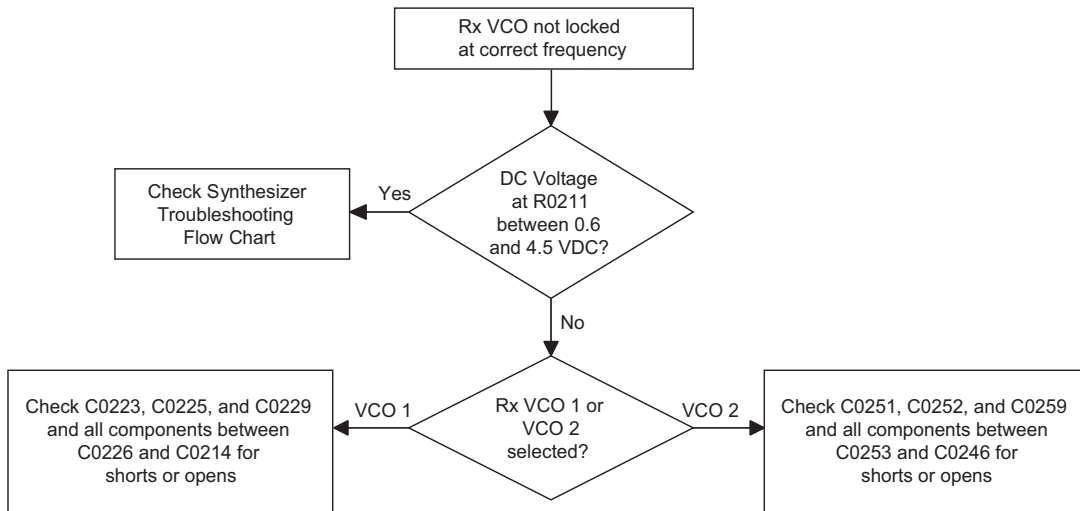 Rx VCO not locked
at correct frequency
DC Voltage
at R0211
between 0.6
and 4.5 VDC?
Yes
Check Synthesizer
Troubleshooting
Flow Chart
No
Rx VCO 1 or
VCO 2
selected?
VCO 1
Check C0223, C0225, and C0229
and all components between
C0226 and C0214 for
shorts or opens
VCO 2
Check C0251, C0252, and C0259
and all components between
C0253 and C0246 for
shorts or opens